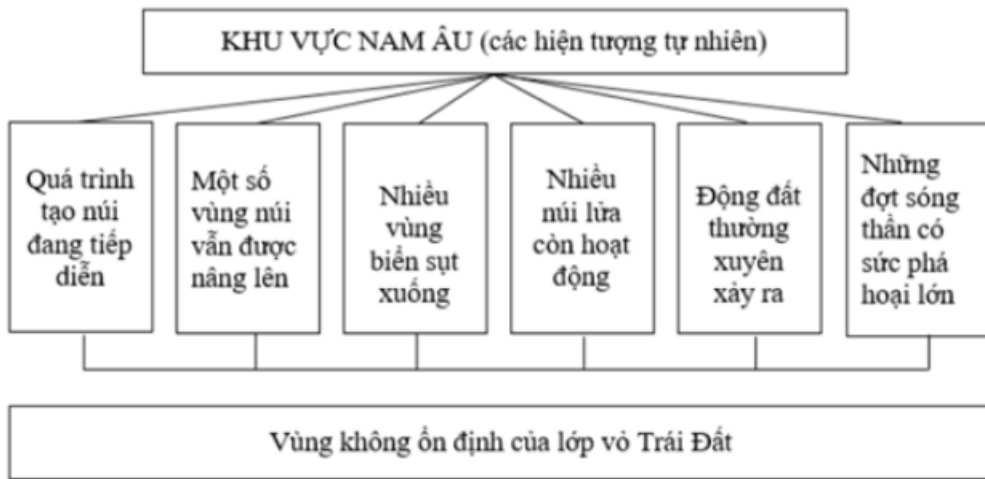 KHU VỰC NAM ÂU (các hiện tượng tự nhiên)
Quá trình
tạo núi
đang tiếp
diễn
Một số
vùng núi
vẫn được
nâng lên
Nhiều
vùng
biển sụt
xuống
Nhiều
núi lửa
còn hoạt
động
Động đất
thường
xuyên
xảy ra
Những
đợt sóng
thần có
sức phá
hoại lớn
Vùng không ổn định của lớp vỏ Trái Đất